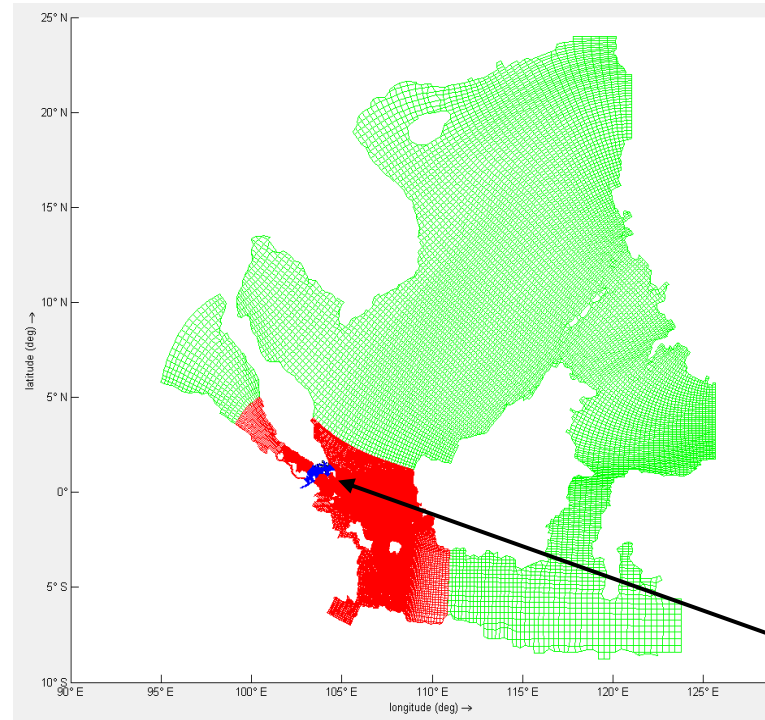 25° N
20° N
15° N
10° N
5° N
0°
5° S
10° S
latitude (deg) →
90° E 95° E 100° E 105° E 110° E 115° E 120° E 125° E
longitude (deg) →